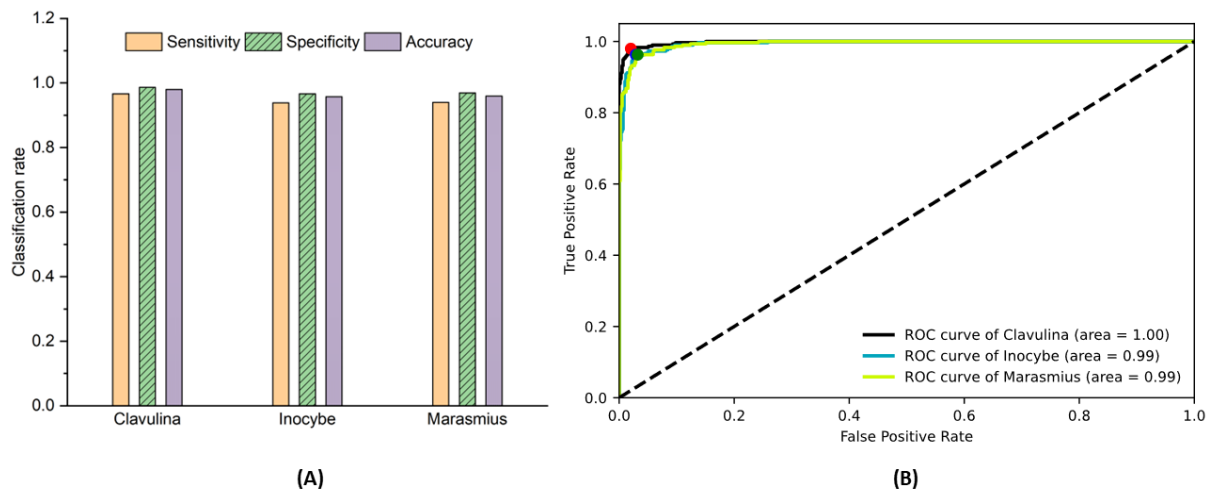 1.2
1.0
0.8
0.6
0.4
0.2
0.0
Classification rate
Sensitivity Specificity Accuracy
Clavulina Inocybe Marasmius
(A)
1.0
0.8
0.6
0.4
0.2
0.0
True Positive Rate
ROC curve of Clavulina (area = 1.00)
ROC curve of Inocybe (area = 0.99)
ROC curve of Marasmius (area = 0.99)
0.0 0.2 0.4 0.6 0.8 1.0
False Positive Rate
(B)